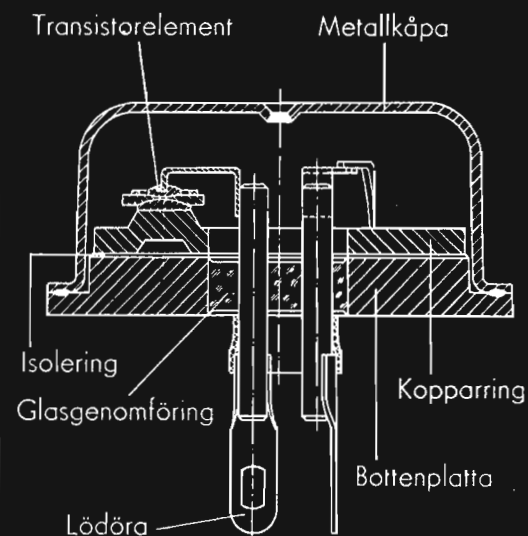 Transistorelement
Metallkåpa
Isolering
Kopparring
Glasgenomföring
Bottenplatta
Lödöra